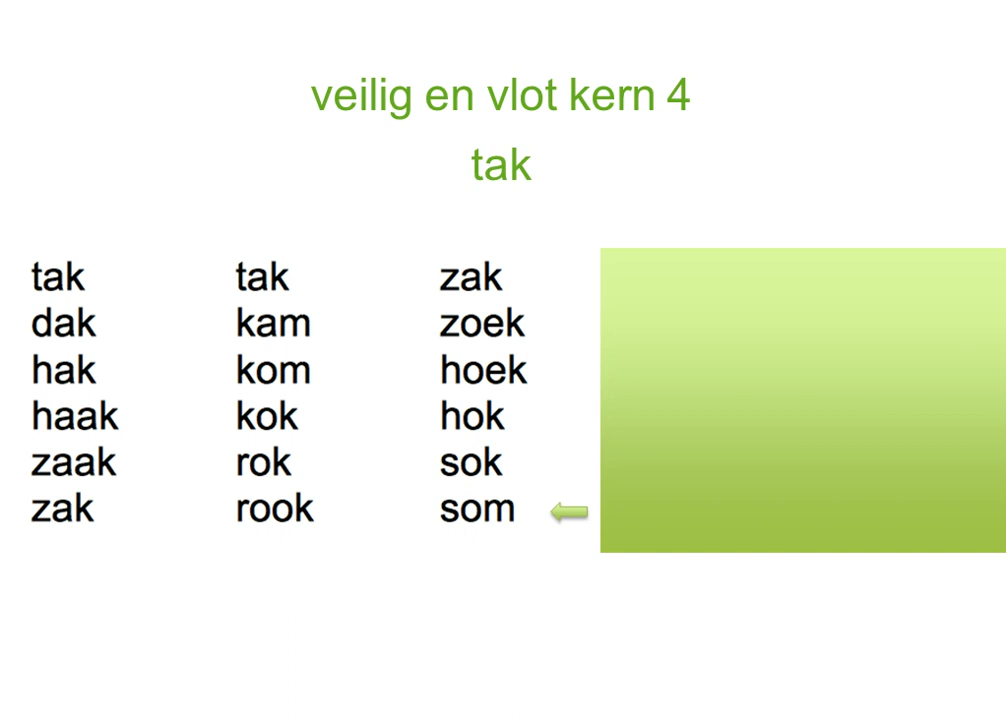 veilig en vlot kern 4
tak
tak tak zak
dak kam zoek
hak kom hoek
haak kok hok
zaak rok sok
zak rook som